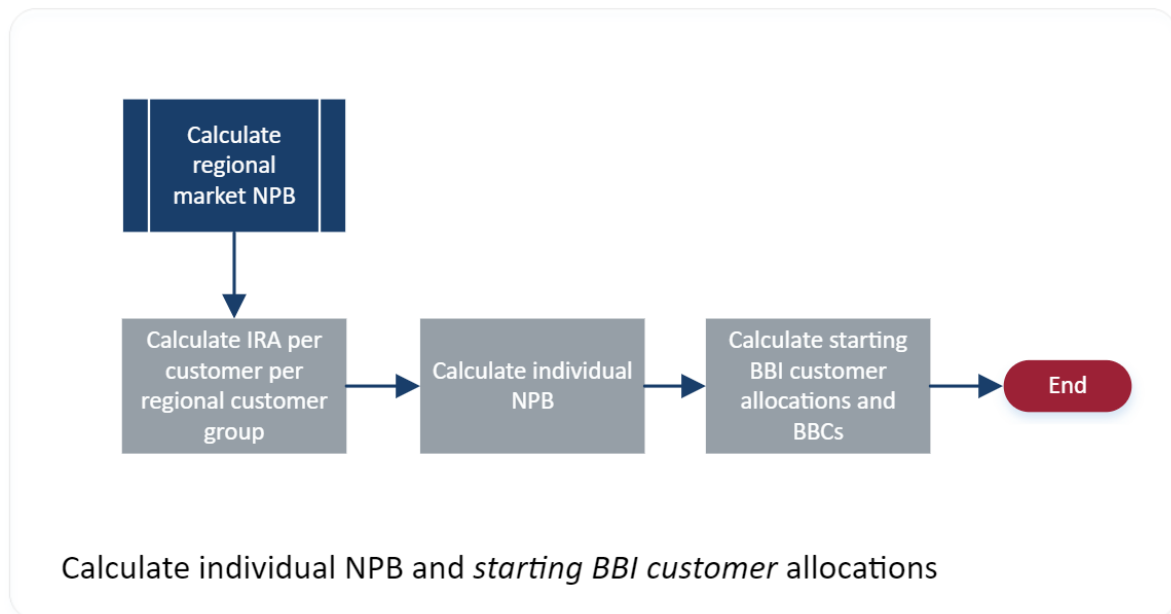 Calculate
regional
market NPB
Calculate IRA per
customer per
regional customer
group
Calculate individual
NPB
Calculate starting
BBI customer
allocations and
BBCs
End
Calculate individual NPB and starting BBI customer allocations